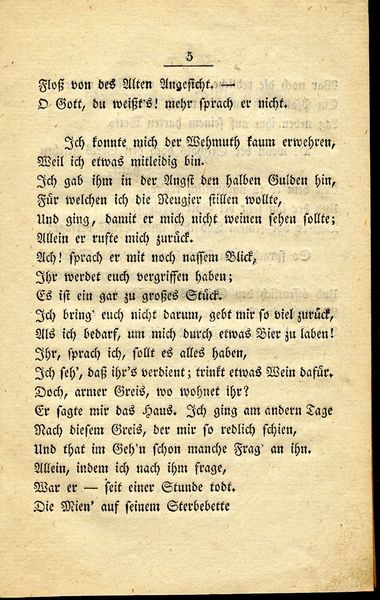 5
Floß von des Alten Angesicht. —
O Gott, du weißt's! mehr sprach er nicht.
Ich konnte mich der Wehmuth kaum erwehren,
Weil ich etwas mitleidig bin.
Ich gab ihm in der Angst den halben Gulden hin,
Für welchen ich die Neugier stillen wollte,
Und ging, damit er mich nicht weinen sehen sollte;
Allein er rufte mich zurück.
Ach! sprach er mit noch nassem Blick,
Ihr werdet euch vergriffen haben;
Es ist ein gar zu großes Stück.
Ich bring' euch nicht darum, gebt mir so viel zurück,
Als ich bedarf, um mich durch etwas Bier zu laben!
Ihr, sprach ich, sollt es alles haben,
Ich seh', daß ihr's verdient; trinkt etwas Wein dafür.
Doch, armer Greis, wo wohnet ihr?
Er sagte mir das Haus. Ich ging am andern Tage
Nach diesem Greis, der mir so redlich schien,
Und that im Geh'n schon manche Frag' an ihn.
Allein, indem ich nach ihm frage,
War er — seit einer Stunde todt.
Die Mien' auf seinem Sterbebette